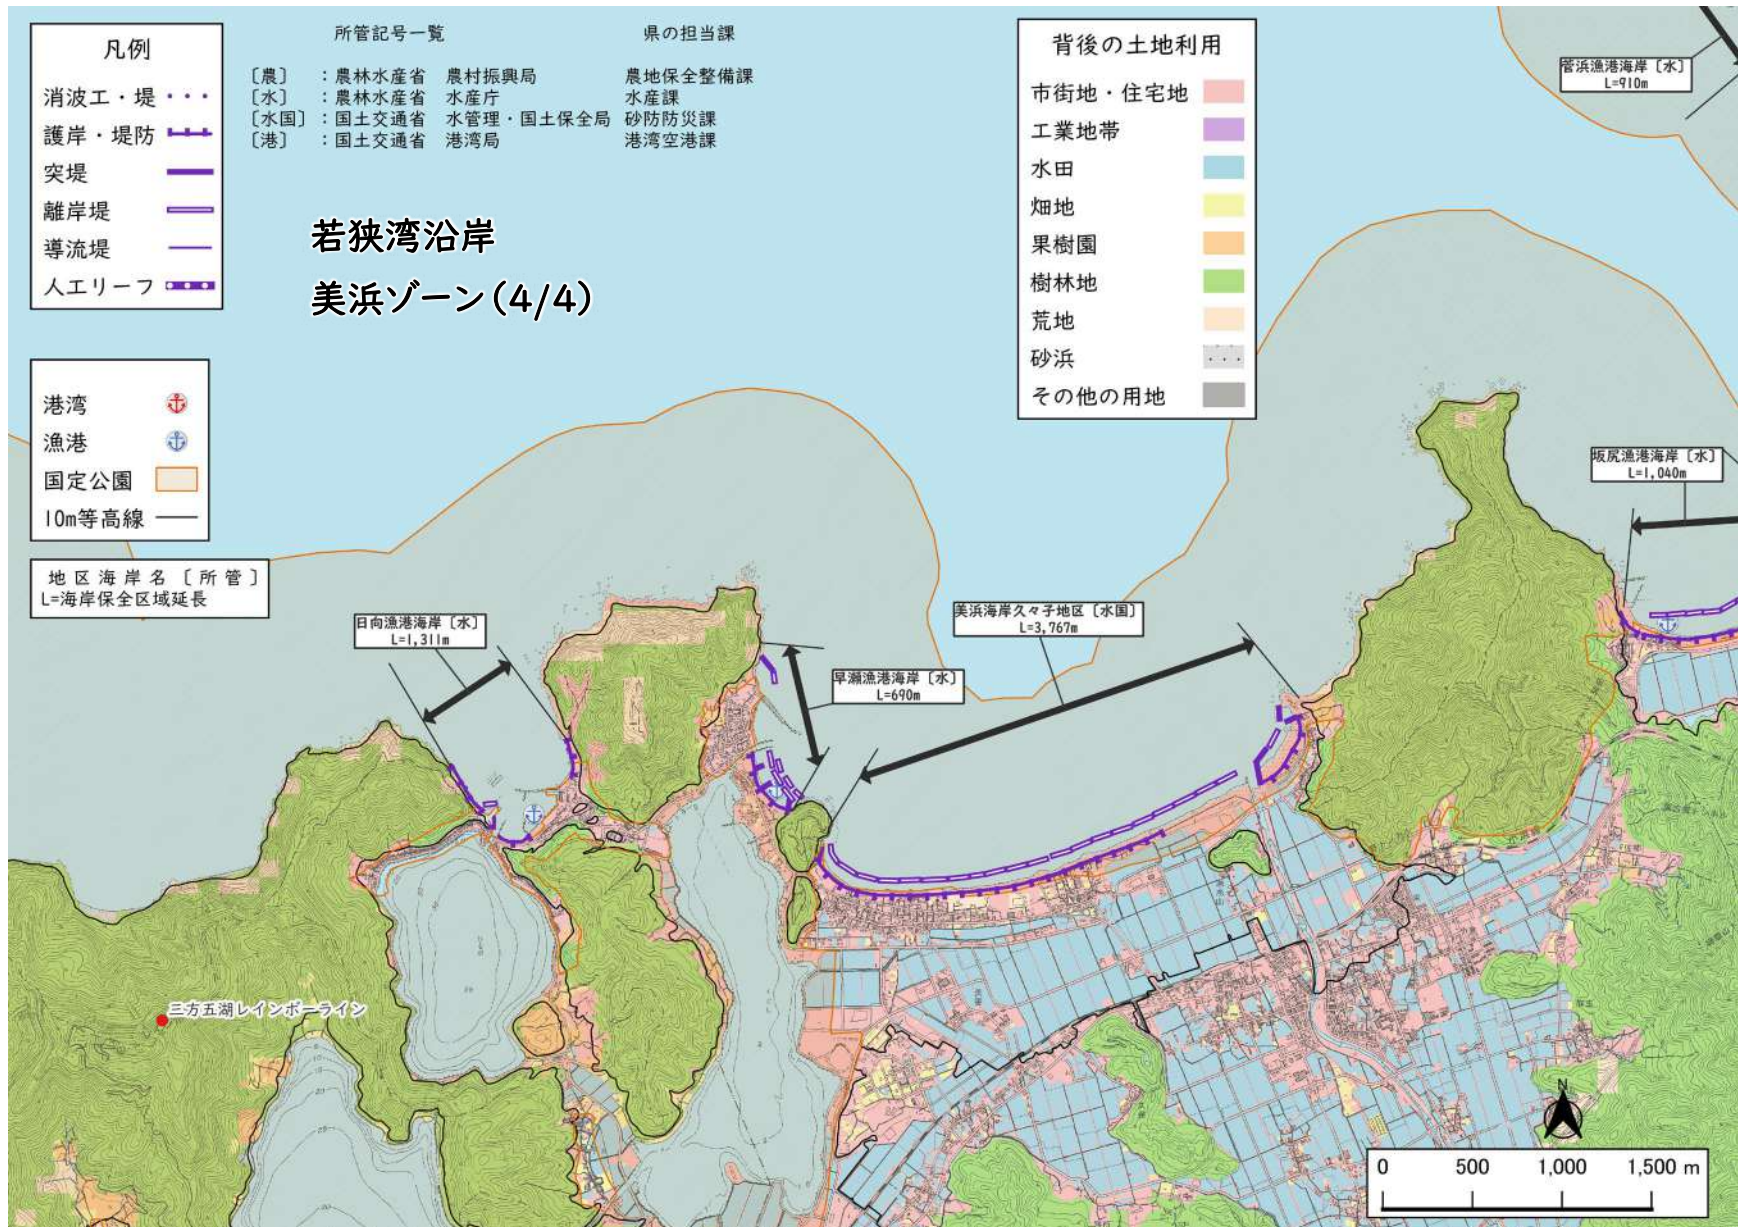 凡例
消波工・堤
護岸・堤防
突堤
離岸堤
導流堤
人工リーフ
港湾
漁港
国定公園
10m等高線
地区海岸名〔所管〕
L=海岸保全区域延長
所管記号一覧 県の担当課
〔農〕：農林水産省 農村振興局 農地保全整備課
〔水〕：農林水産省 水産庁 水産課
〔水国〕：国土交通省 水管理・国土保全局 砂防防災課
〔港〕：国土交通省 港湾局 港湾空港課
若狭湾沿岸
美浜ゾーン(4/4)
背後の土地利用
市街地・住宅地
工業地帯
水田
畑地
果樹園
樹林地
荒地
砂浜
その他の用地
菅浜漁港海岸〔水〕
L=910m
坂尻漁港海岸〔水〕
L=1,040m
日向漁港海岸〔水〕
L=1,311m
早瀬漁港海岸〔水〕
L=690m
美浜海岸久々子地区〔水国〕
L=3,767m
三方五湖レインボーライン
N
0 500 1,000 1,500 m